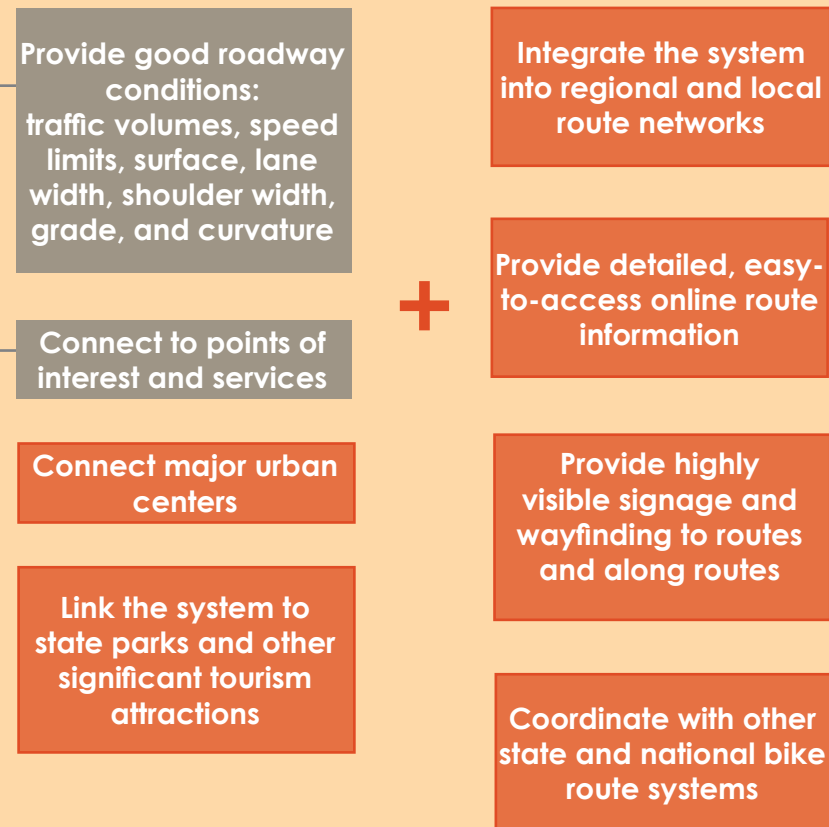 Provide good roadway
conditions:
traffic volumes, speed
limits, surface, lane
width, shoulder width,
grade, and curvature
Connect to points of
interest and services
Connect major urban
centers
Link the system to
state parks and other
significant tourism
attractions
+
Integrate the system
into regional and local
route networks
Provide detailed, easy-
to-access online route
information
Provide highly
visible signage and
wayfinding to routes
and along routes
Coordinate with other
state and national bike
route systems